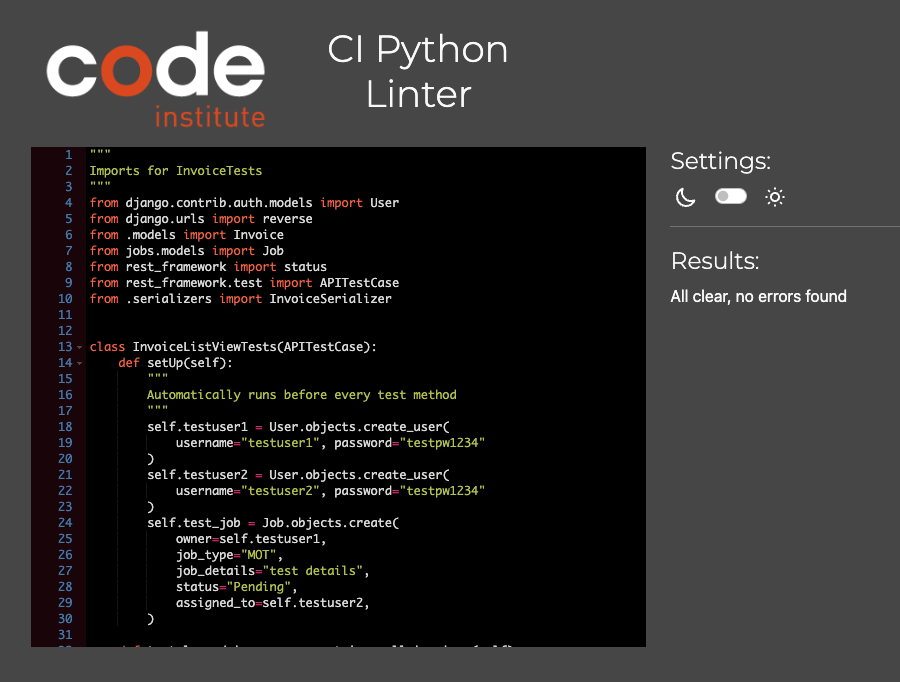 code
institute
CI Python
Linter
1 """
2 Imports for InvoiceTests
3 """
4 from django.contrib.auth.models import User
5 from django.urls import reverse
6 from .models import Invoice
7 from jobs.models import Job
8 from rest_framework import status
9 from rest_framework.test import APITestCase
10 from .serializers import InvoiceSerializer
11
12
13 class InvoiceListViewTests(APITestCase):
14 def setUp(self):
15 """
16 Automatically runs before every test method
17 """
18 self.testuser1 = User.objects.create_user(
19 username="testuser1", password="testpw1234"
20 )
21 self.testuser2 = User.objects.create_user(
22 username="testuser2", password="testpw1234"
23 )
24 self.test_job = Job.objects.create(
25 owner=self.testuser1,
26 job_type="MOT",
27 job_details="test details",
28 status="Pending",
29 assigned_to=self.testuser2,
30 )
31
Settings:
Results:
All clear, no errors found